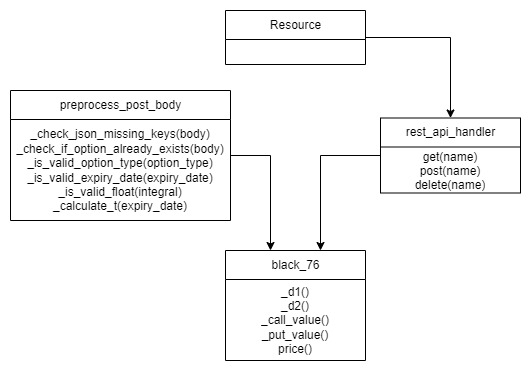 Resource
preprocess_post_body
_check_json_missing_keys(body)
_check_if_option_already_exists(body)
_is_valid_option_type(option_type)
_is_valid_expiry_date(expiry_date)
_is_valid_float(integral)
_calculate_t(expiry_date)
rest_api_handler
get(name)
post(name)
delete(name)
black_76
_d1()
_d2()
_call_value()
_put_value()
price()